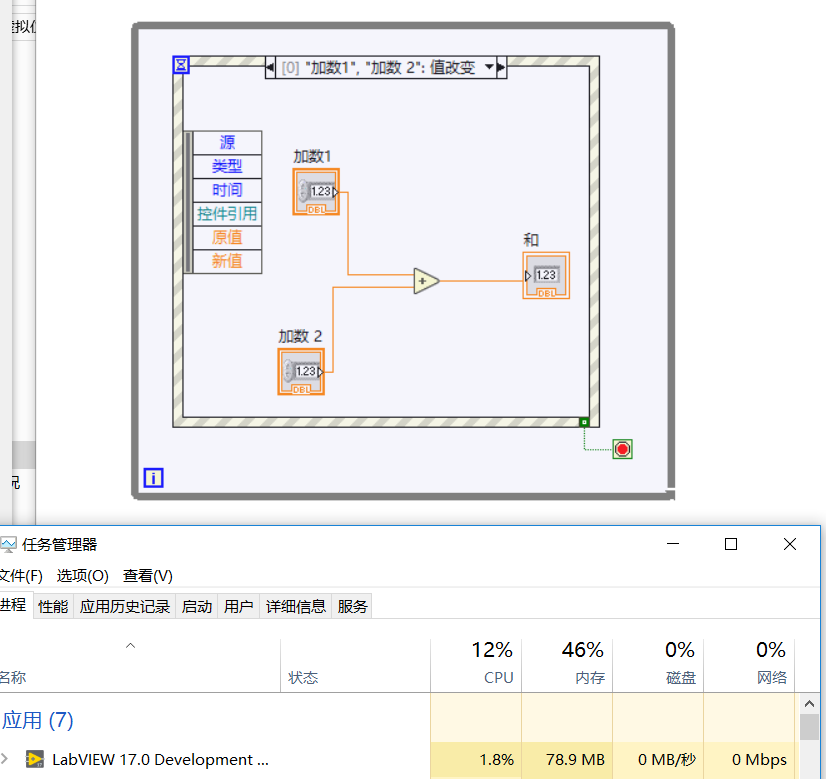 [0] "加数1", "加数 2": 值改变
源
类型
时间
控件引用
原值
新值
加数1
1.23
DBL
和
1.23
DBL
加数 2
1.23
DBL
i
况
任务管理器
文件(F) 选项(O) 查看(V)
进程 性能 应用历史记录 启动 用户 详细信息 服务
12% 46% 0% 0%
名称 状态 CPU 内存 磁盘 网络
应用 (7)
LabVIEW 17.0 Development ... 1.8% 78.9 MB 0 MB/秒 0 Mbps